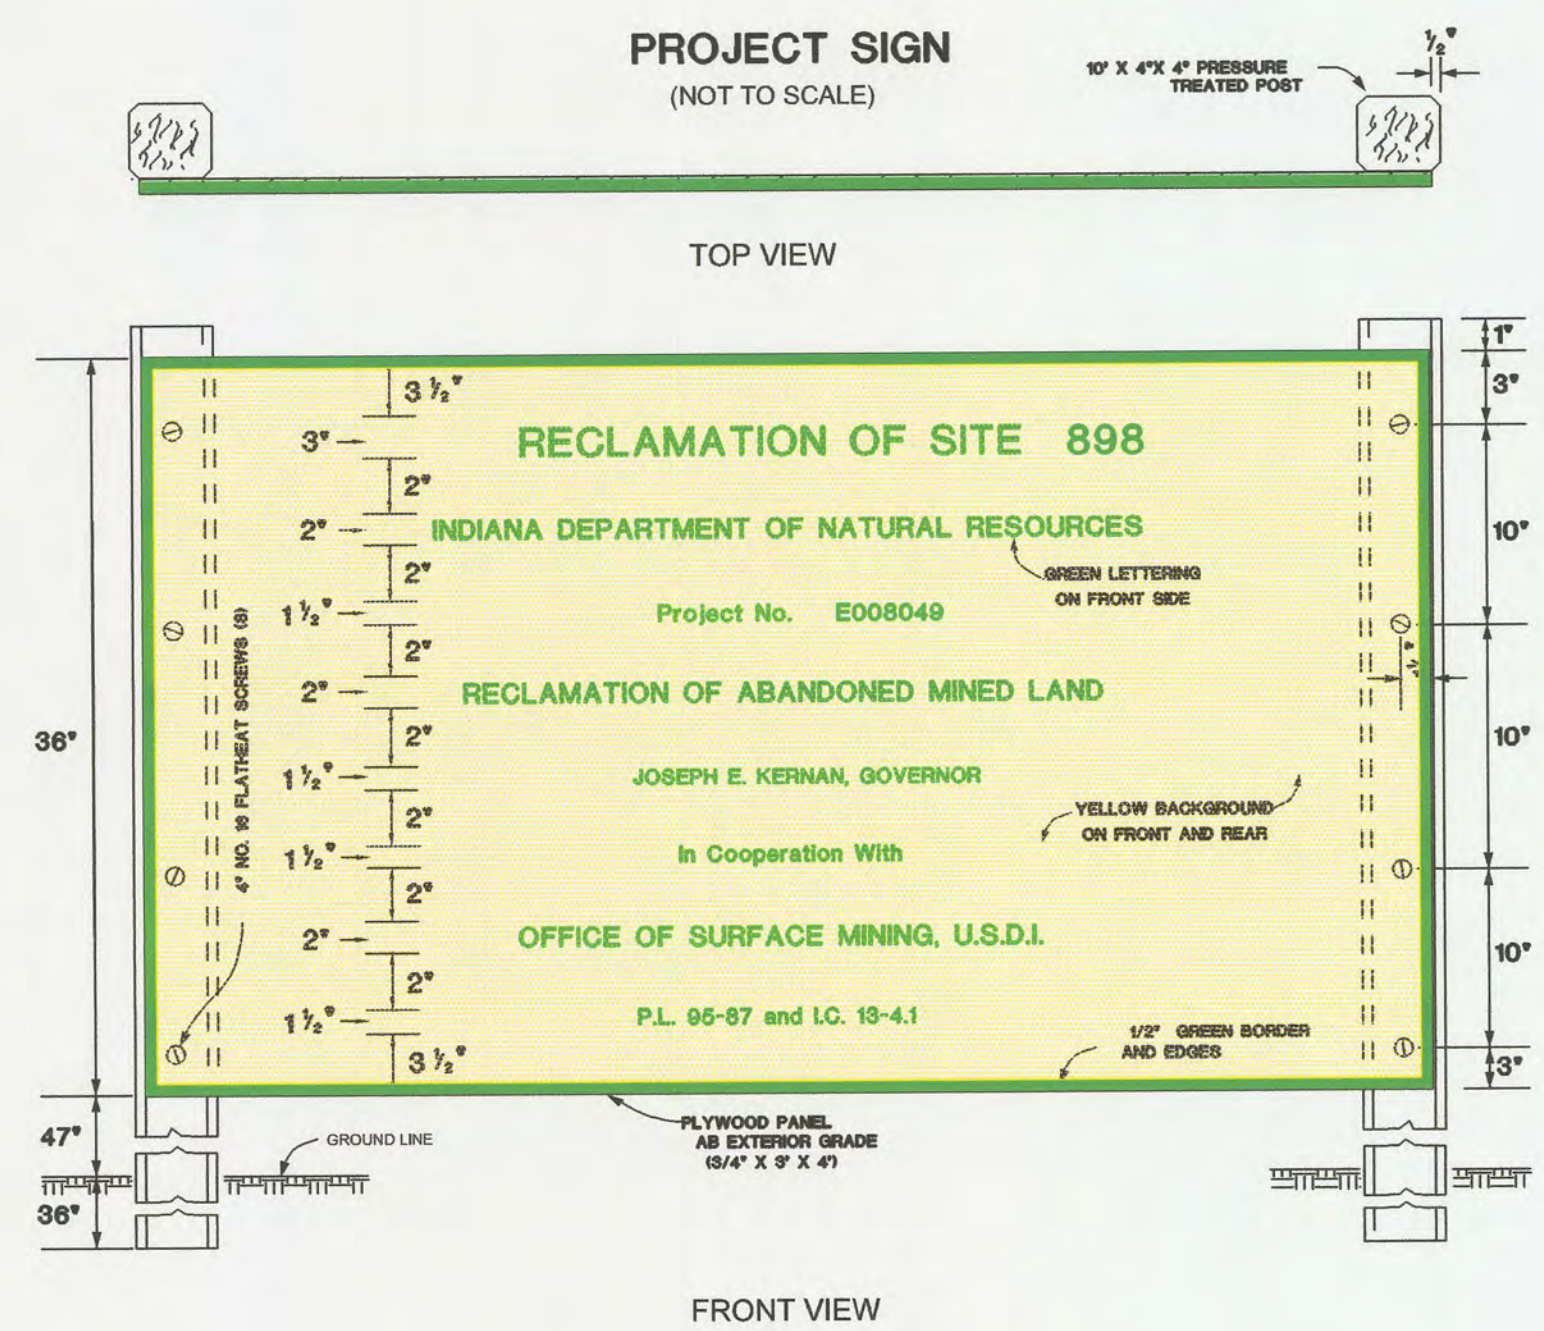 PROJECT SIGN
(NOT TO SCALE)
10' X 4"X 4" PRESSURE
TREATED POST
1/2"
TOP VIEW
1"
3 1/2"
3"
3"
RECLAMATION OF SITE 898
2"
2"
INDIANA DEPARTMENT OF NATURAL RESOURCES
10"
2"
GREEN LETTERING
ON FRONT SIDE
1 1/2"
Project No. E008049
2"
4" NO. 16 FLATHEAT SCREWS (8)
2"
RECLAMATION OF ABANDONED MINED LAND
36"
2"
10"
1 1/2"
JOSEPH E. KERNAN, GOVERNOR
2"
YELLOW BACKGROUND
ON FRONT AND REAR
1 1/2"
In Cooperation With
2"
2"
OFFICE OF SURFACE MINING, U.S.D.I.
10"
2"
1 1/2"
P.L. 95-87 and I.C. 13-4.1
1/2" GREEN BORDER
AND EDGES
3 1/2"
3"
PLYWOOD PANEL
AB EXTERIOR GRADE
(3/4" X 3' X 4')
47"
GROUND LINE
36"
FRONT VIEW